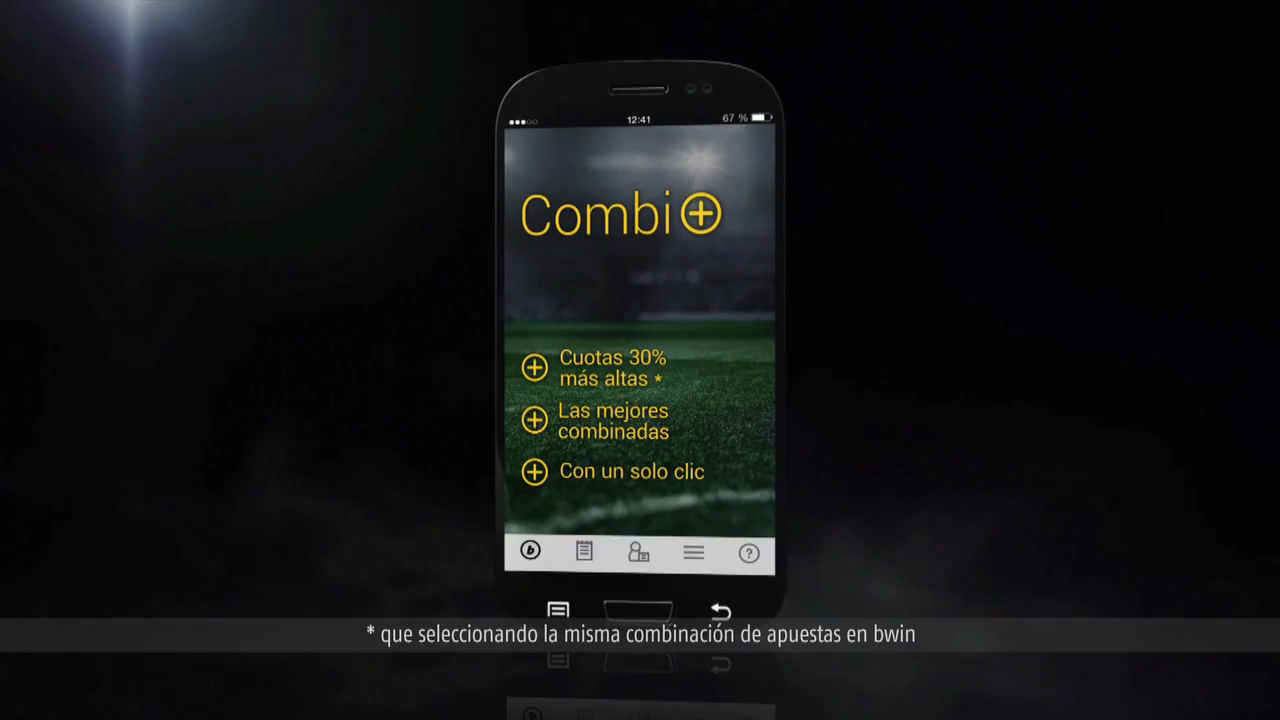 12:41
67 %
Combi+
Cuotas 30%
más altas *
Las mejores
combinadas
Con un solo clic
b
?
* que seleccionando la misma combinación de apuestas en bwin